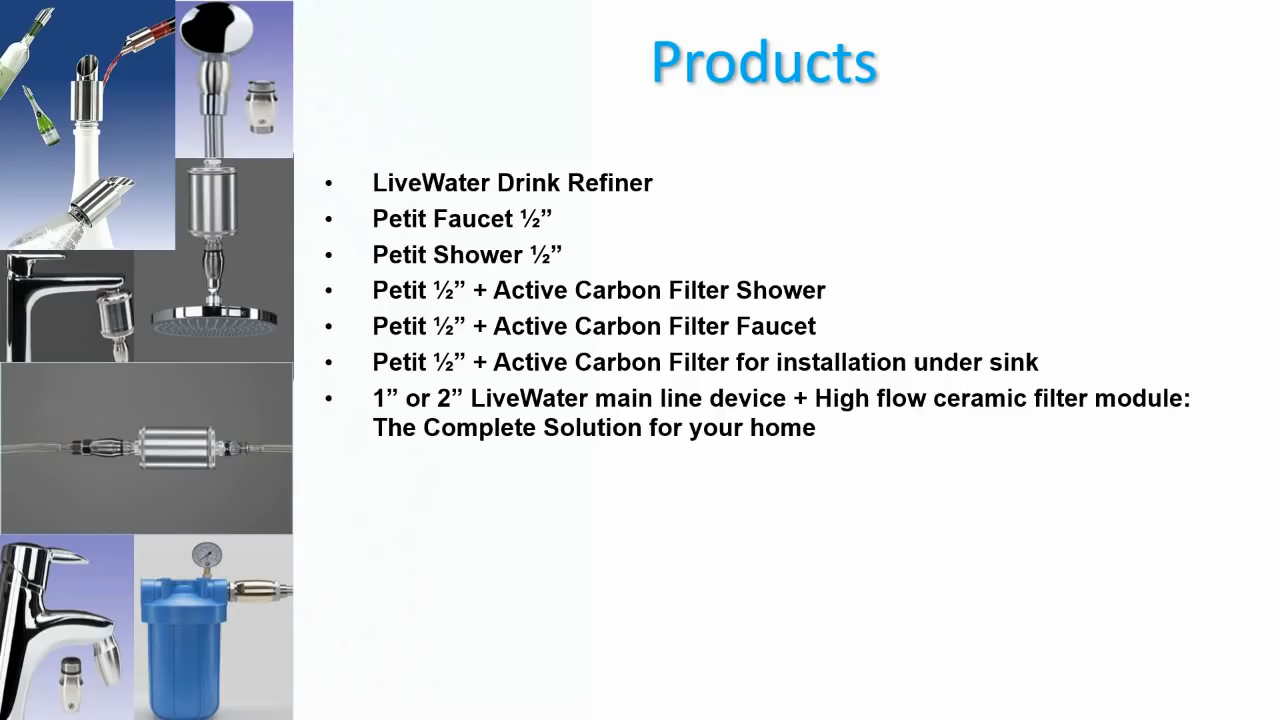 Products
• LiveWater Drink Refiner
• Petit Faucet ½”
• Petit Shower ½”
• Petit ½” + Active Carbon Filter Shower
• Petit ½” + Active Carbon Filter Faucet
• Petit ½” + Active Carbon Filter for installation under sink
• 1” or 2” LiveWater main line device + High flow ceramic filter module:
The Complete Solution for your home